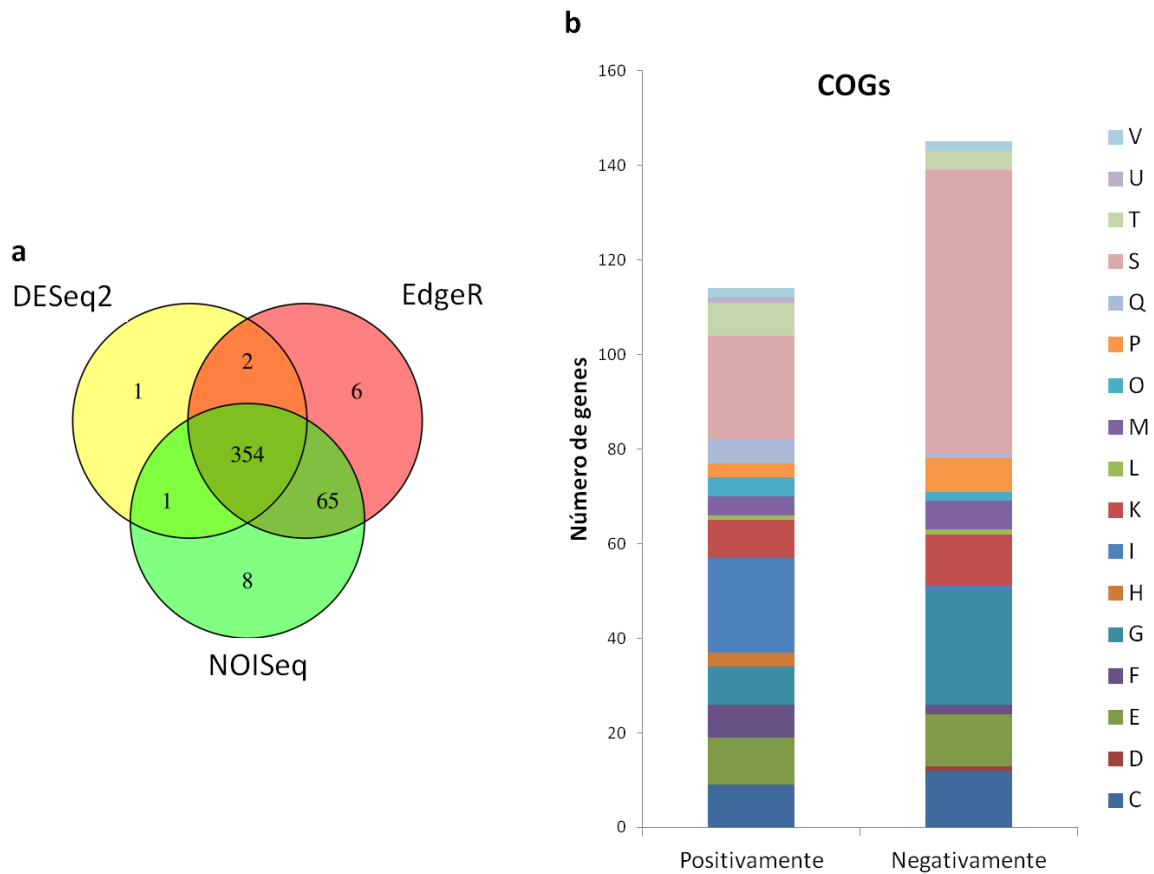 a
DESeq2
EdgeR
1
2
6
354
1
65
8
NOISeq
b
COGs
Número de genes
160
140
120
100
80
60
40
20
0
Positivamente
Negativamente
V
U
T
S
Q
P
O
M
L
K
I
H
G
F
E
D
C